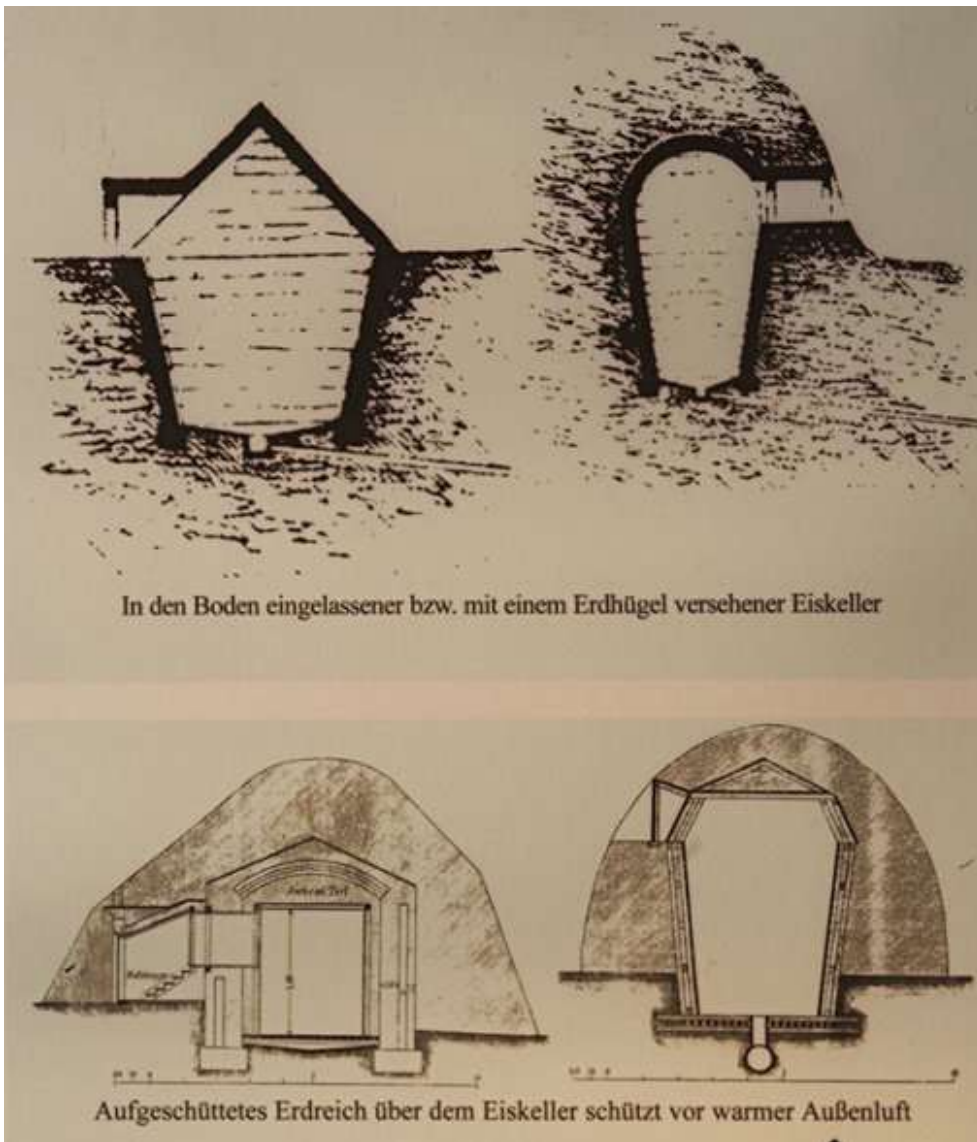 In den Boden eingelassener bzw. mit einem Erdhügel versehener Eiskeller
Aufgeschüttetes Erdreich über dem Eiskeller schützt vor warmer Außenluft